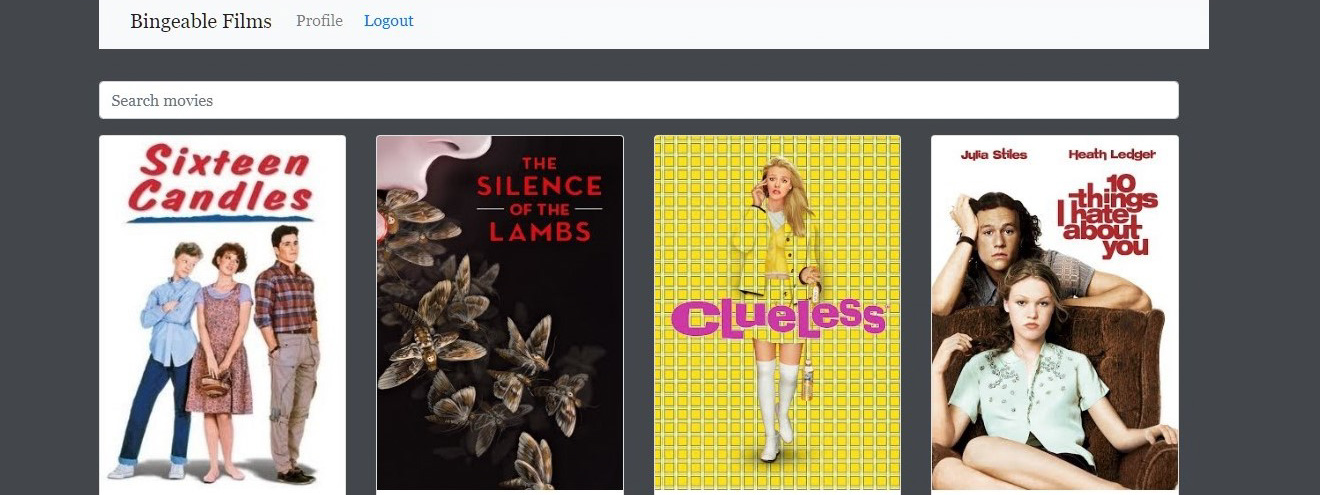 Bingeable Films Profile Logout
Search movies
Sixteen
Candles
THE
SILENCE
OF THE
LAMBS
CLUELESS
Julia Stiles Heath Ledger
10
things
I hate
about
you